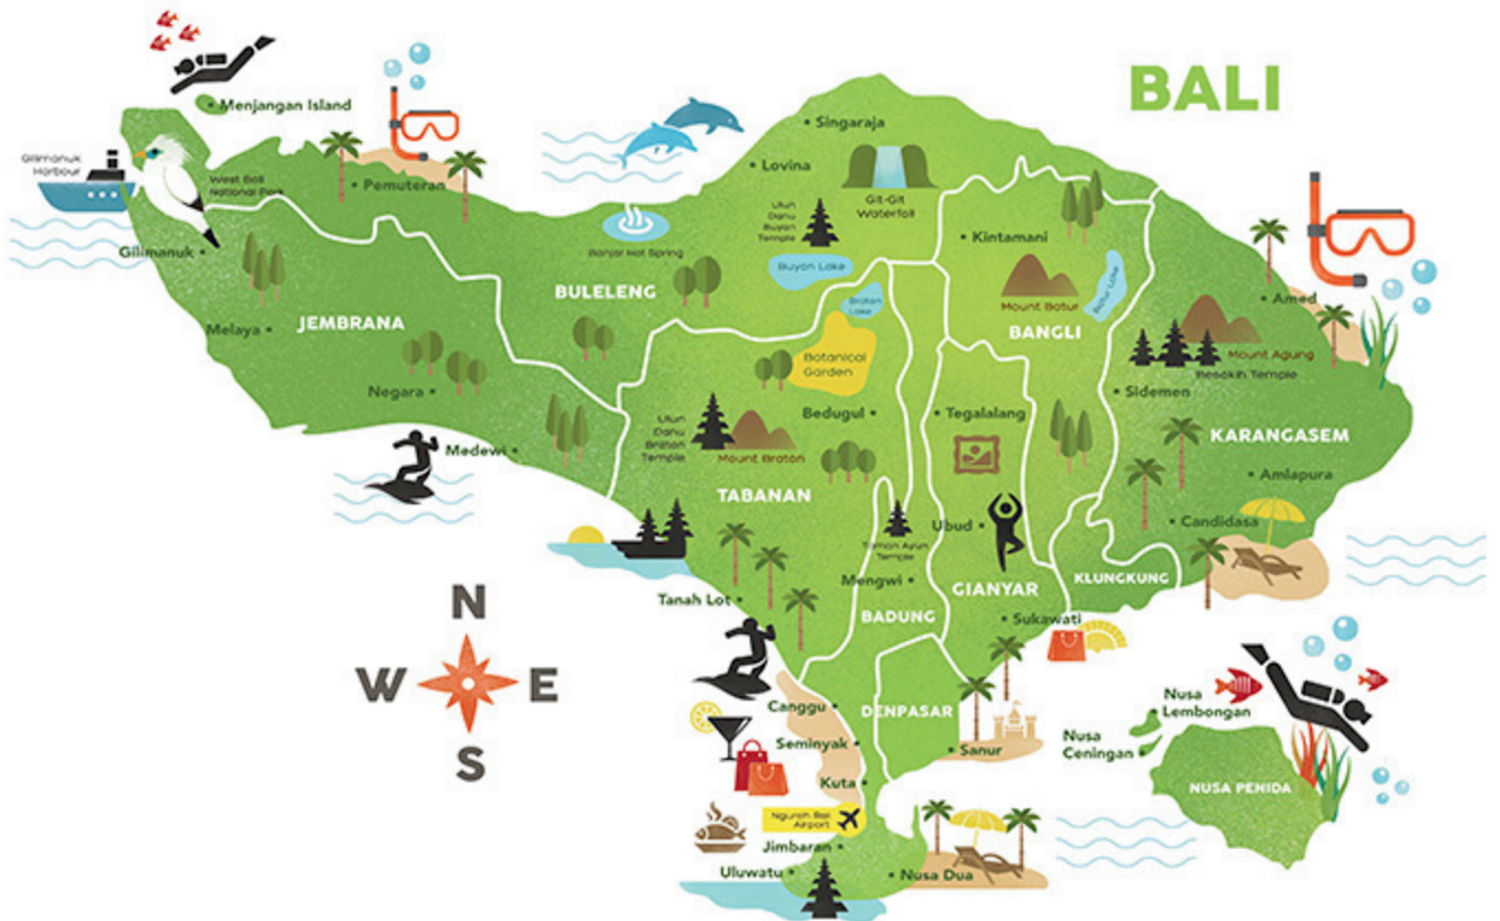 BALI
Menjangan Island
Gilimanuk
Harbour
West Bali
National Park
Pemuteran
Gilimanuk
Singaraja
Lovina
Git-Git
Waterfall
Ulun
Danu
Buyan
Temple
Banjar Hot Spring
Buyan Lake
Kintamani
BULELENG
Bratan
Lake
Mount Batur
Batur Lake
BANGLI
Amed
Melaya
JEMBRANA
Mount Agung
Besakih Temple
Botanical
Garden
Negara
Bedugul
Tegalalang
Sidemen
Ulun
Danu
Bratan
Temple
Mount Bratan
KARANGASEM
Medewi
Amlapura
TABANAN
Ubud
Candidasa
Taman Ayun
Temple
Mengwi
KLUNGKUNG
GIANYAR
Tanah Lot
BADUNG
Sukawati
N
W
E
S
Canggu
DENPASAR
Nusa
Lembongan
Seminyak
Sanur
Nusa
Ceningan
Kuta
NUSA PENIDA
Ngurah Rai
Airport
Jimbaran
Uluwatu
Nusa Dua